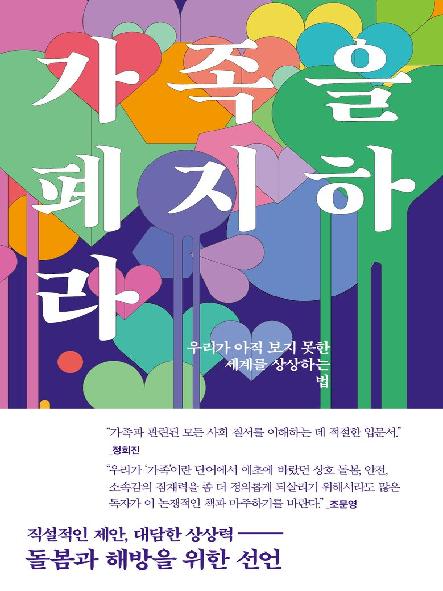 가족을
폐지하
라
우리가 아직 보지 못한
세계를 상상하는
법
“가족과 관련된 모든 사회 질서를 이해하는 데 적절한 입문서.”
_정희진
“우리가 ‘가족’이란 단어에서 애초에 바랐던 상호 돌봄, 안전,
소속감의 잠재력을 좀 더 정의롭게 되살리기 위해서라도 많은
독자가 이 논쟁적인 책과 마주하기를 바란다.” _조문영
직설적인 제안, 대담한 상상력 ——
돌봄과 해방을 위한 선언